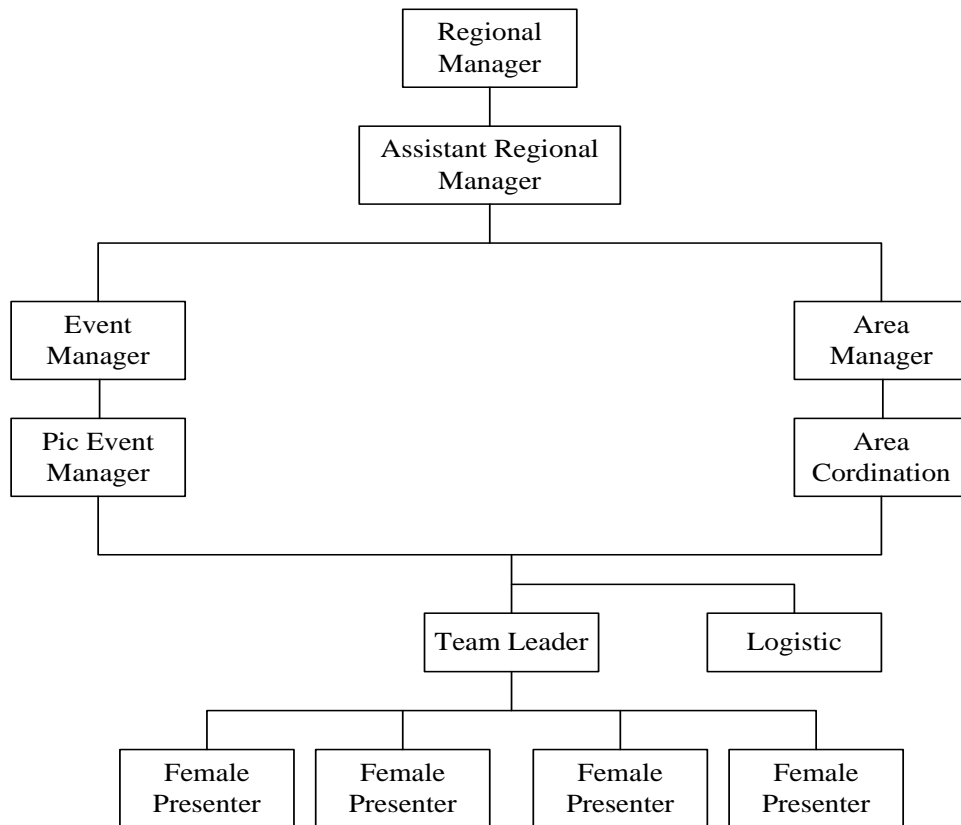 Regional
Manager
Assistant Regional
Manager
Event
Manager
Area
Manager
Pic Event
Manager
Area
Cordination
Team Leader
Logistic
Female
Presenter
Female
Presenter
Female
Presenter
Female
Presenter